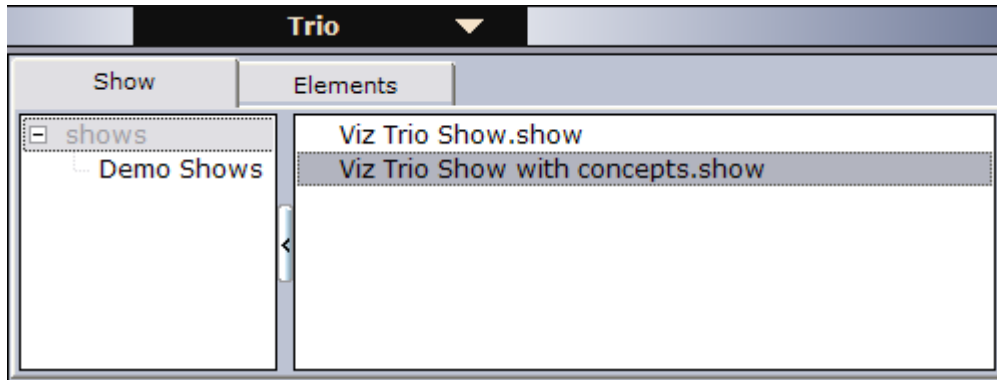 Trio
Show Elements
shows
Demo Shows
Viz Trio Show.show
Viz Trio Show with concepts.show